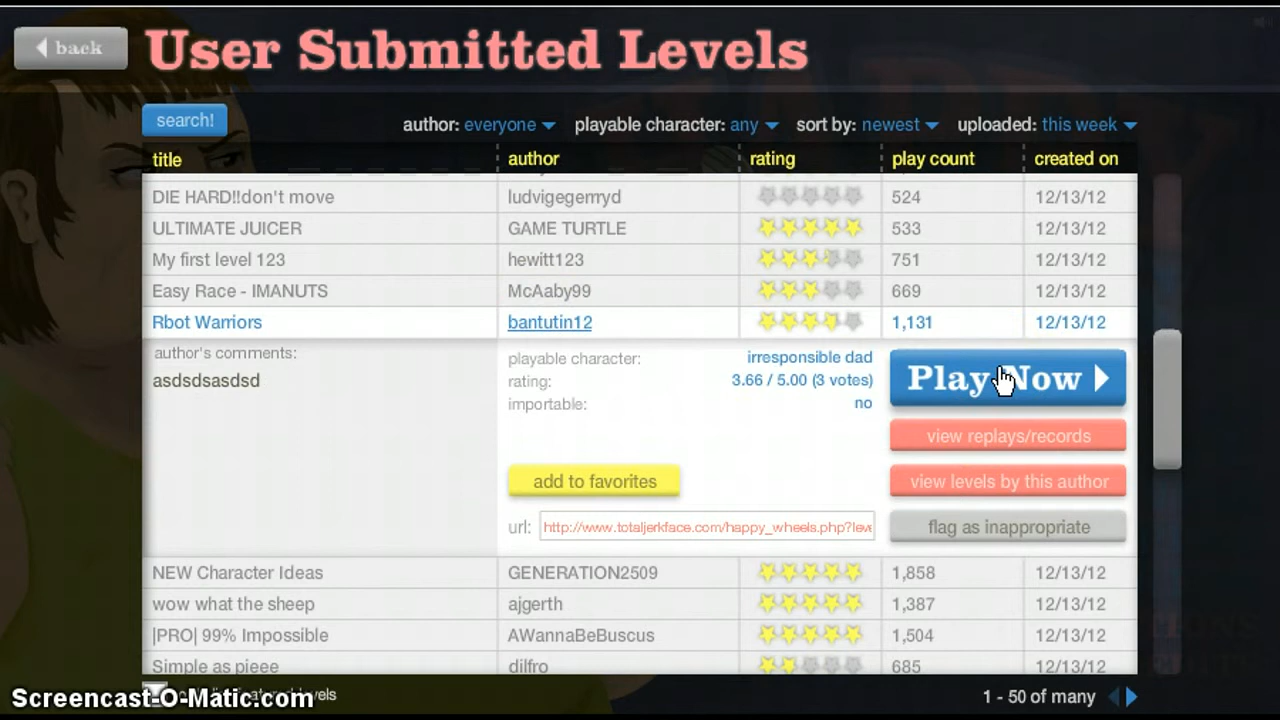 back
User Submitted Levels
search!
author: everyone playable character: any sort by: newest uploaded: this week
title author rating play count created on
DIE HARD!!don't move ludvigegerryd 524 12/13/12
ULTIMATE JUICER GAME TURTLE 533 12/13/12
My first level 123 hewitt123 751 12/13/12
Easy Race - IMANUTS McAaby99 669 12/13/12
Rbot Warriors bantutin12 1,131 12/13/12
author's comments:
asdsdsasdsd
playable character: irresponsible dad
rating: 3.66 / 5.00 (3 votes)
importable: no
Play Now
view replays/records
add to favorites
view levels by this author
url: http://www.totaljerkface.com/happy_wheels.php?leve
flag as inappropriate
NEW Character Ideas GENERATION2509 1,858 12/13/12
wow what the sheep ajgerth 1,387 12/13/12
|PRO| 99% Impossible AWannaBeBuscus 1,504 12/13/12
Simple as pieee dilfro 685 12/13/12
Screencast-O-Matic.com
1 - 50 of many